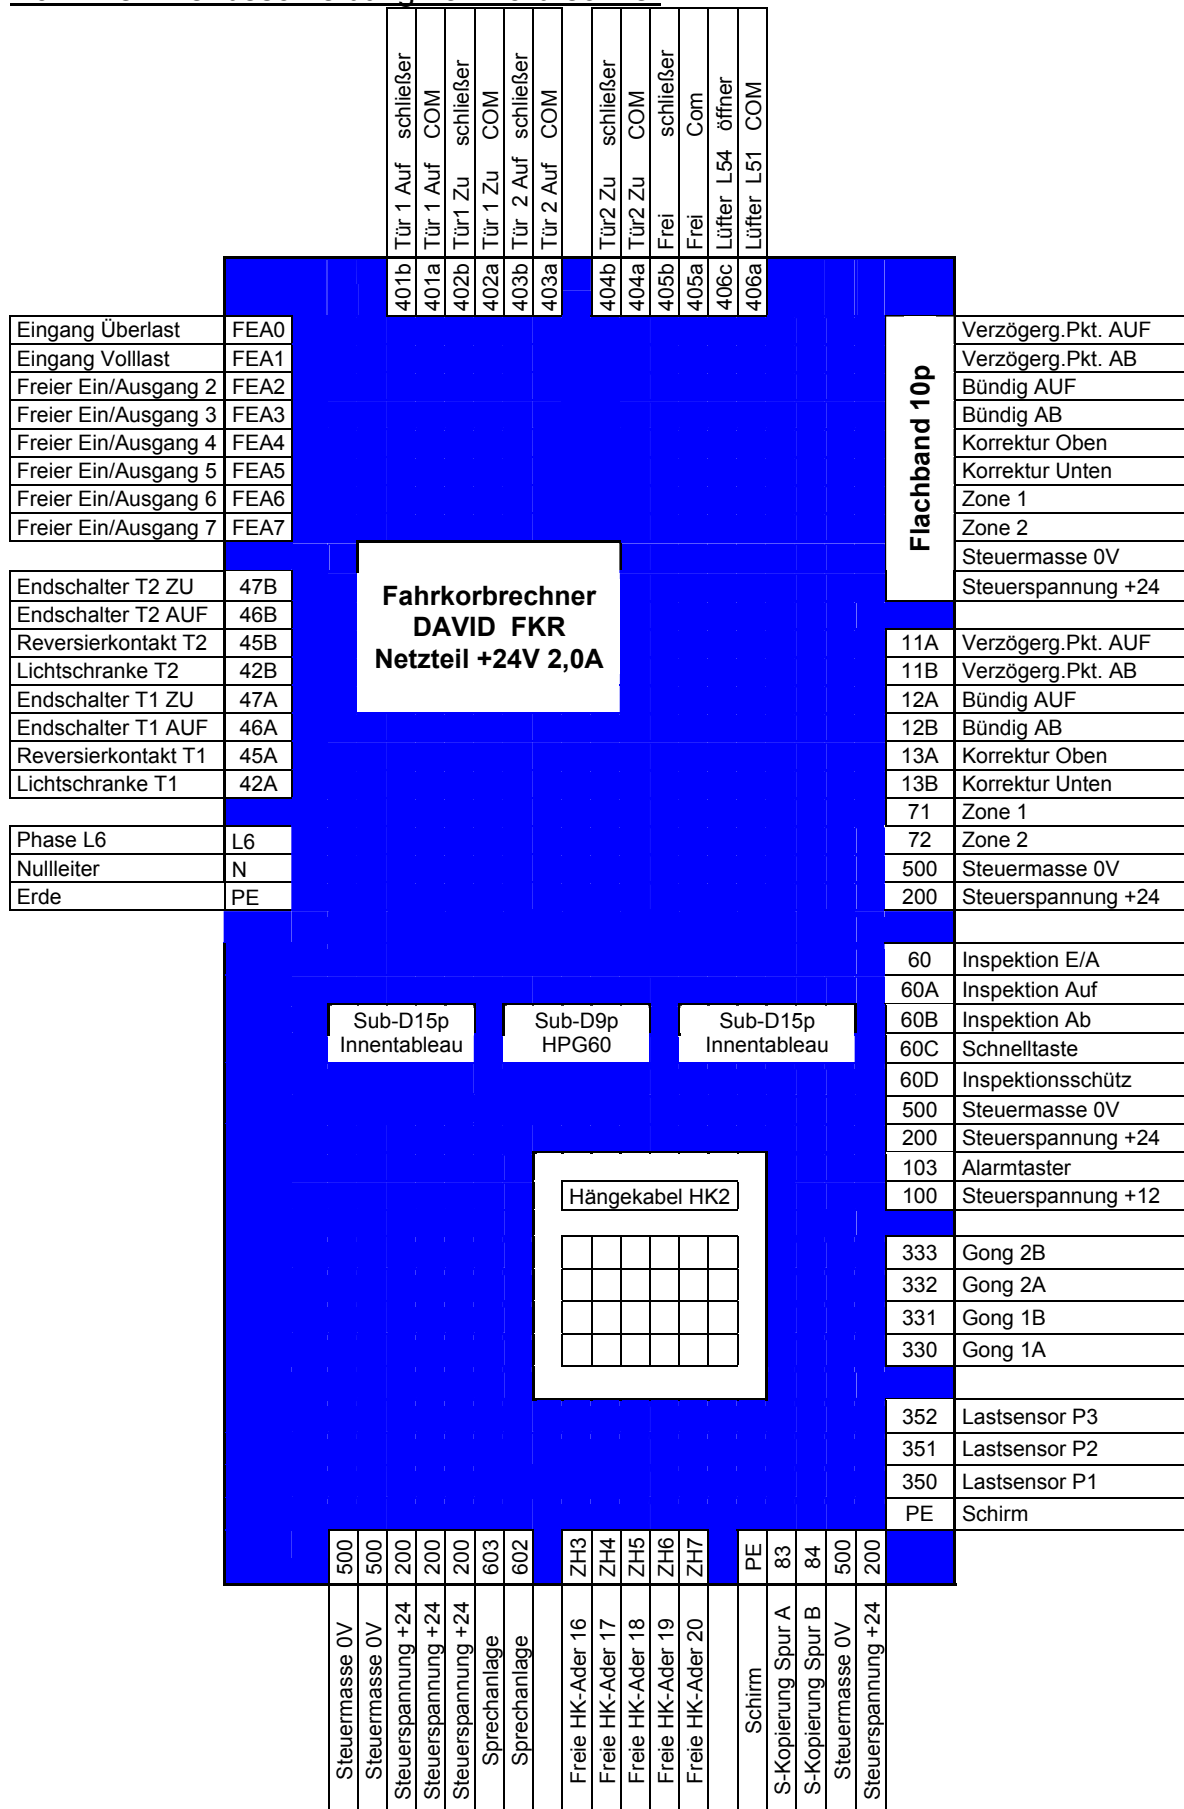 Tür 1 Auf schließer
Tür 1 Auf COM
Tür1 Zu schließer
Tür 1 Zu COM
Tür 2 Auf schließer
Tür 2 Auf COM
Tür2 Zu schließer
Tür2 Zu COM
Frei schließer
Frei Com
Lüfter L54 öffner
Lüfter L51 COM
401b
401a
402b
402a
403b
403a
404b
404a
405b
405a
406c
406a
Eingang Überlast FEA0
Eingang Volllast FEA1
Freier Ein/Ausgang 2 FEA2
Freier Ein/Ausgang 3 FEA3
Freier Ein/Ausgang 4 FEA4
Freier Ein/Ausgang 5 FEA5
Freier Ein/Ausgang 6 FEA6
Freier Ein/Ausgang 7 FEA7
Endschalter T2 ZU 47B
Endschalter T2 AUF 46B
Reversierkontakt T2 45B
Lichtschranke T2 42B
Endschalter T1 ZU 47A
Endschalter T1 AUF 46A
Reversierkontakt T1 45A
Lichtschranke T1 42A
Phase L6 L6
Nullleiter N
Erde PE
Fahrkorbrechner
DAVID FKR
Netzteil +24V 2,0A
Flachband 10p
Verzögerg.Pkt. AUF
Verzögerg.Pkt. AB
Bündig AUF
Bündig AB
Korrektur Oben
Korrektur Unten
Zone 1
Zone 2
Steuermasse 0V
Steuerspannung +24
11A Verzögerg.Pkt. AUF
11B Verzögerg.Pkt. AB
12A Bündig AUF
12B Bündig AB
13A Korrektur Oben
13B Korrektur Unten
71 Zone 1
72 Zone 2
500 Steuermasse 0V
200 Steuerspannung +24
60 Inspektion E/A
60A Inspektion Auf
60B Inspektion Ab
60C Schnelltaste
60D Inspektionsschütz
500 Steuermasse 0V
200 Steuerspannung +24
103 Alarmtaster
100 Steuerspannung +12
333 Gong 2B
332 Gong 2A
331 Gong 1B
330 Gong 1A
352 Lastsensor P3
351 Lastsensor P2
350 Lastsensor P1
PE Schirm
Sub-D15p
Innentableau
Sub-D9p
HPG60
Sub-D15p
Innentableau
Hängekabel HK2
500
500
200
200
200
603
602
ZH3
ZH4
ZH5
ZH6
ZH7
PE
83
84
500
200
Steuermasse 0V
Steuermasse 0V
Steuerspannung +24
Steuerspannung +24
Steuerspannung +24
Sprechanlage
Sprechanlage
Freie HK-Ader 16
Freie HK-Ader 17
Freie HK-Ader 18
Freie HK-Ader 19
Freie HK-Ader 20
Schirm
S-Kopierung Spur A
S-Kopierung Spur B
Steuermasse 0V
Steuerspannung +24